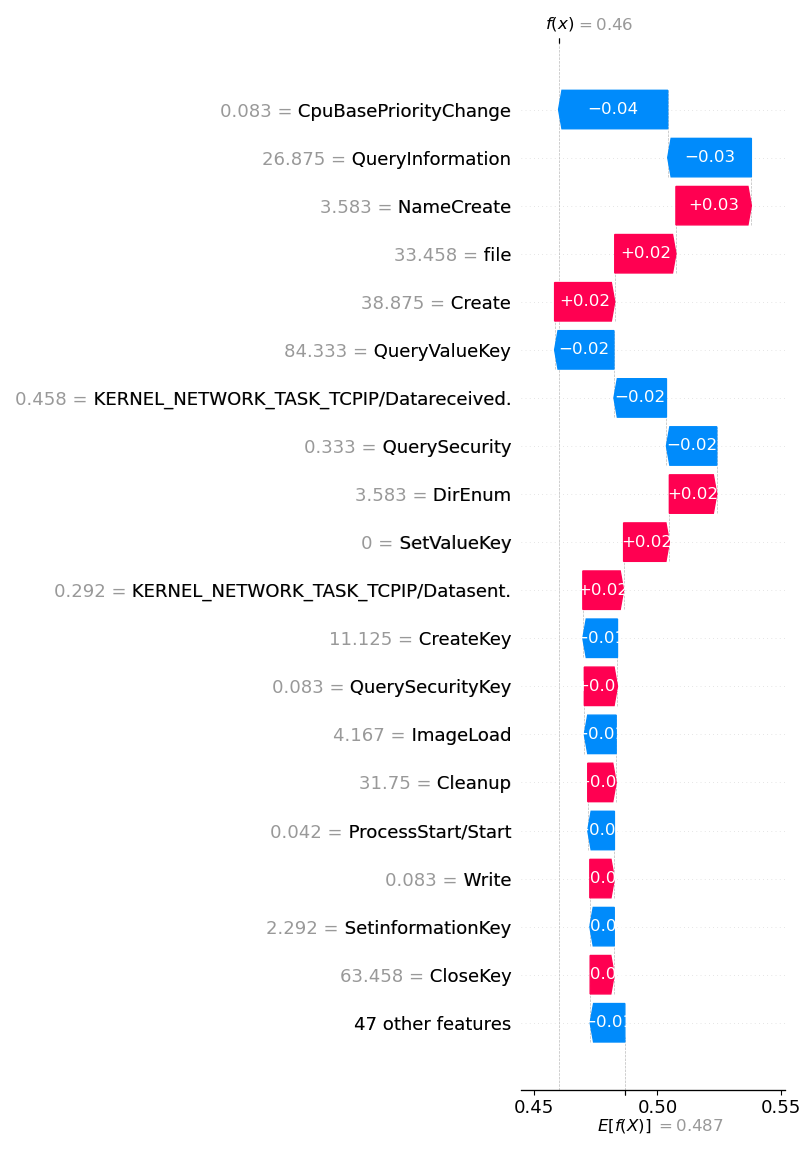 f(x) = 0.46
0.083 = CpuBasePriorityChange −0.04
26.875 = QueryInformation −0.03
3.583 = NameCreate +0.03
33.458 = file +0.02
38.875 = Create +0.02
84.333 = QueryValueKey −0.02
0.458 = KERNEL_NETWORK_TASK_TCPIP/Datareceived. −0.02
0.333 = QuerySecurity −0.02
3.583 = DirEnum +0.02
0 = SetValueKey +0.02
0.292 = KERNEL_NETWORK_TASK_TCPIP/Datasent. +0.02
11.125 = CreateKey
0.083 = QuerySecurityKey
4.167 = ImageLoad
31.75 = Cleanup
0.042 = ProcessStart/Start
0.083 = Write
2.292 = SetinformationKey
63.458 = CloseKey
47 other features
0.45 0.50 0.55
E[f(X)] = 0.487